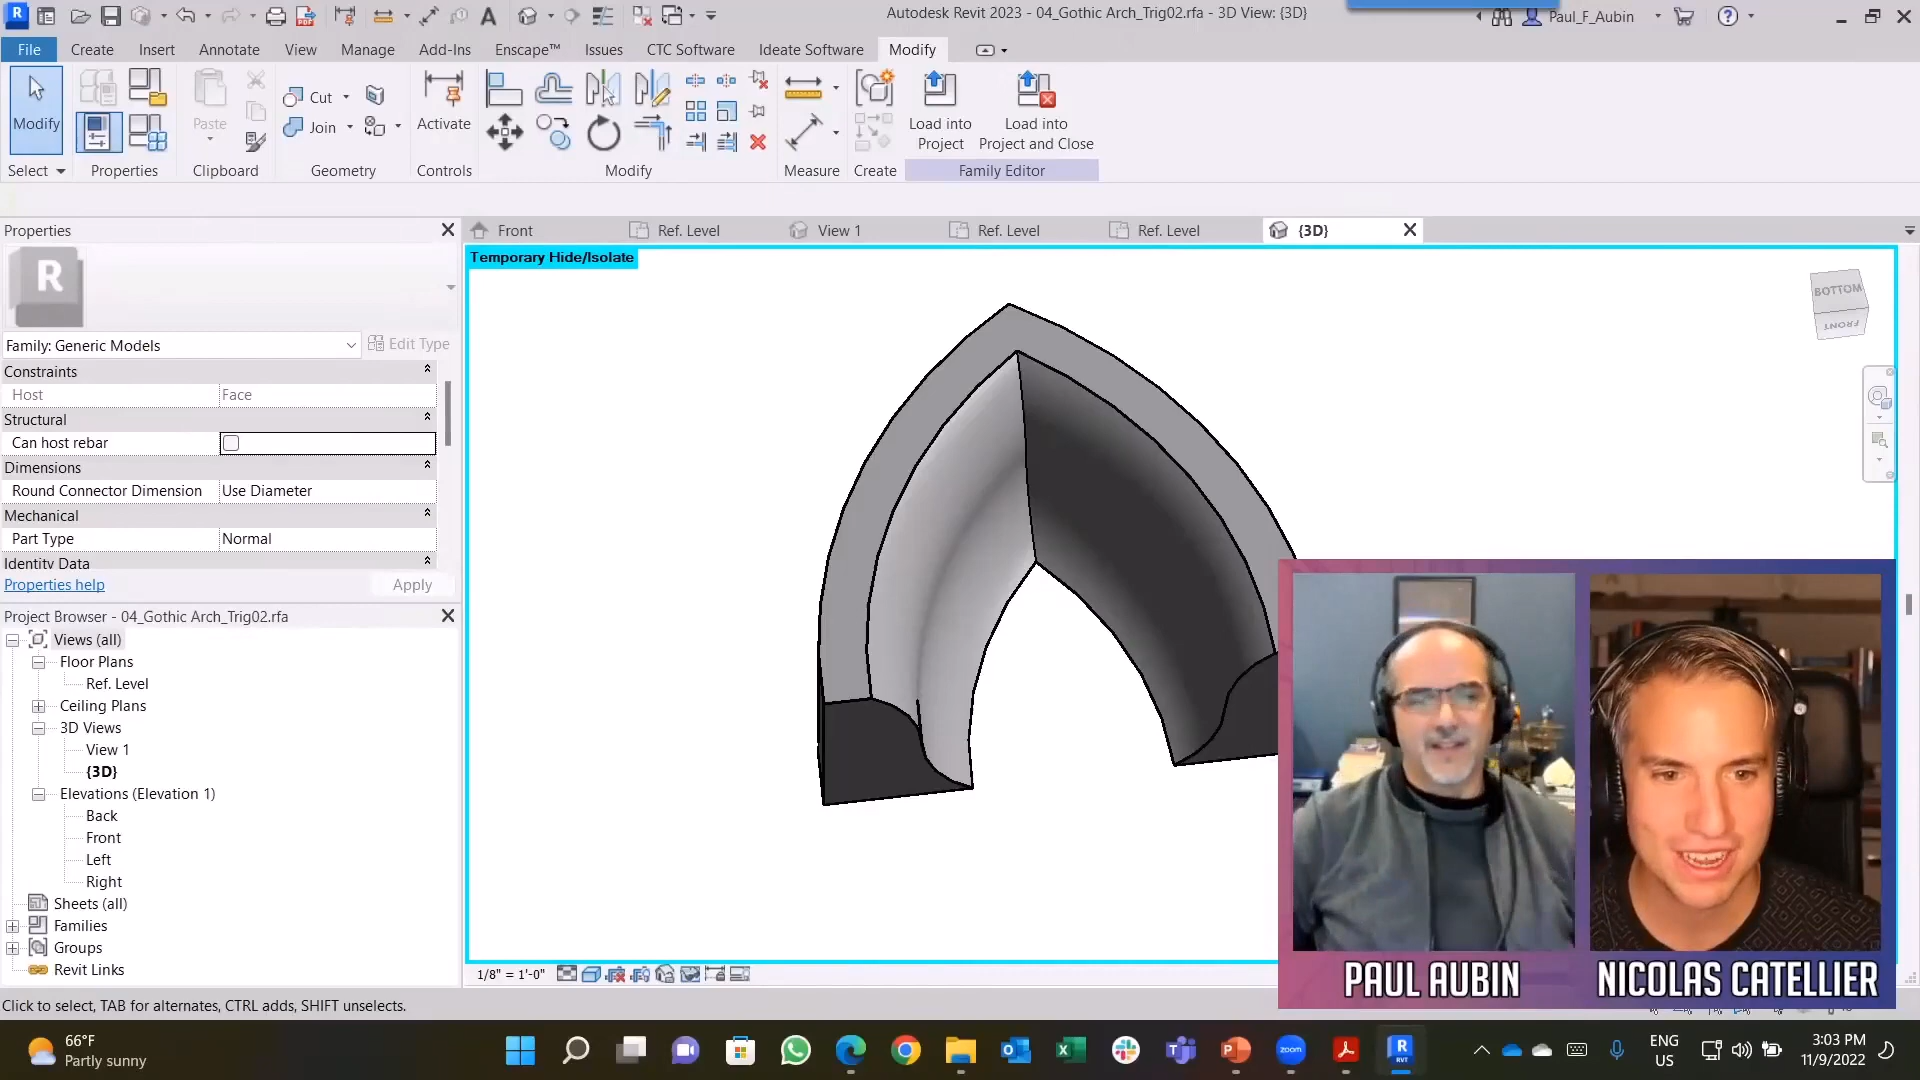 Autodesk Revit 2023 - 04_Gothic Arch_Trig02.rfa - 3D View: {3D}
Paul_F_Aubin
File Create Insert Annotate View Manage Add-Ins Enscape™ Issues CTC Software Ideate Software Modify
Modify
Paste
Cut
Join
Activate
Load into Project
Load into Project and Close
Select Properties Clipboard Geometry Controls Modify Measure Create Family Editor
Properties
Front Ref. Level View 1 Ref. Level Ref. Level {3D}
Temporary Hide/Isolate
BOTTOM
FRONT
R
Family: Generic Models Edit Type
Constraints
Host Face
Structural
Can host rebar
Dimensions
Round Connector Dimension Use Diameter
Mechanical
Part Type Normal
Identity Data
Properties help Apply
Project Browser - 04_Gothic Arch_Trig02.rfa
Views (all)
Floor Plans
Ref. Level
Ceiling Plans
3D Views
View 1
{3D}
Elevations (Elevation 1)
Back
Front
Left
Right
Sheets (all)
Families
Groups
Revit Links
1/8" = 1'-0"
PAUL AUBIN NICOLAS CATELLIER
Click to select, TAB for alternates, CTRL adds, SHIFT unselects.
66°F
Partly sunny
zoom
R
RVT
ENG
US
3:03 PM
11/9/2022